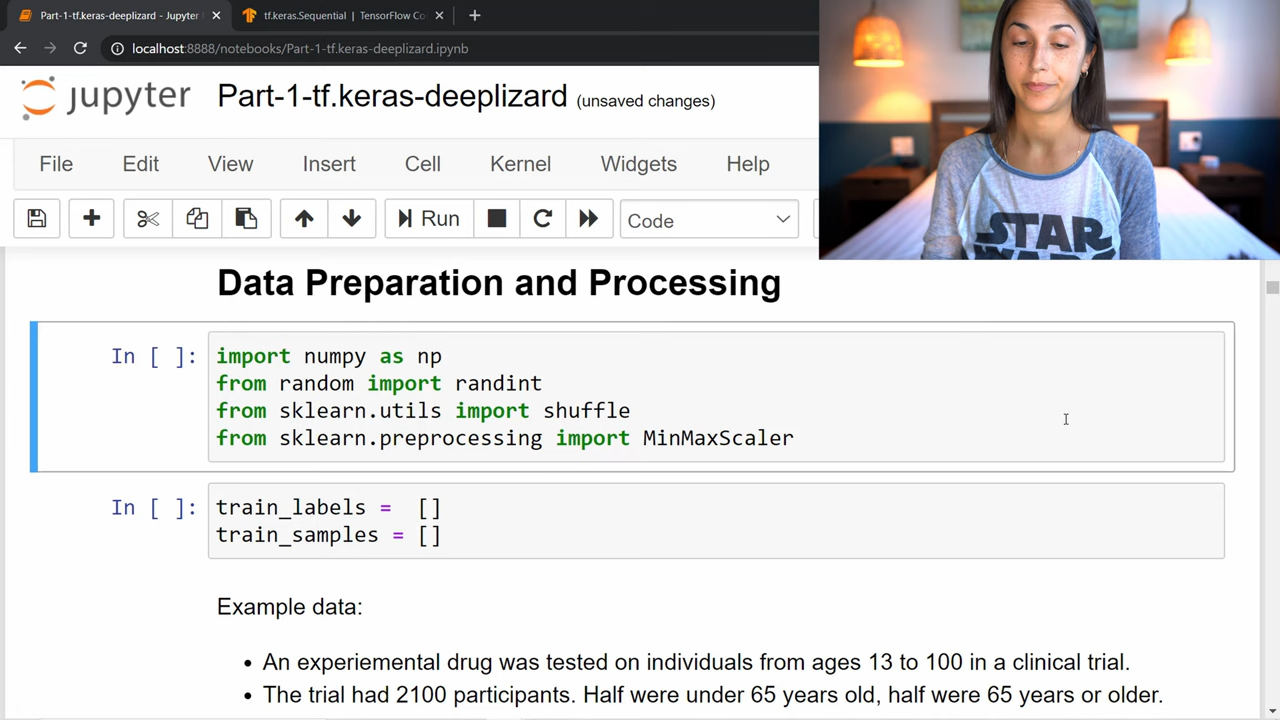 Part-1-tf.keras-deeplizard - Jupyter
tf.keras.Sequential | TensorFlow Co
localhost:8888/notebooks/Part-1-tf.keras-deeplizard.ipynb
jupyter Part-1-tf.keras-deeplizard (unsaved changes)
File Edit View Insert Cell Kernel Widgets Help
Run Code
STAR
WARS
Data Preparation and Processing
In [ ]:
import numpy as np
from random import randint
from sklearn.utils import shuffle
from sklearn.preprocessing import MinMaxScaler
In [ ]:
train_labels = []
train_samples = []
Example data:
• An experiemental drug was tested on individuals from ages 13 to 100 in a clinical trial.
• The trial had 2100 participants. Half were under 65 years old, half were 65 years or older.